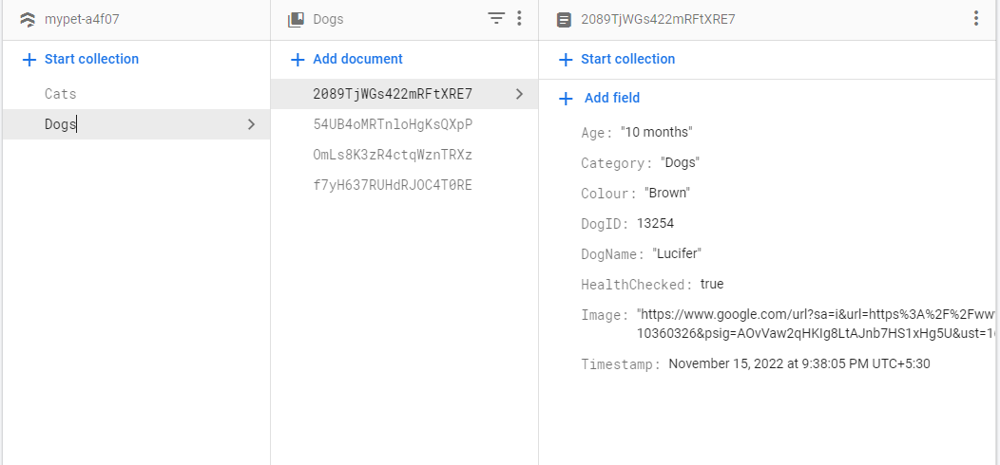 mypet-a4f07
Start collection
Cats
Dogs
Dogs
Add document
2089TjWGs422mRFtXRE7
54UB4oMRTnloHgKsQXpP
OmLs8K3zR4ctqWznTRXz
f7yH637RUHdRJOC4T0RE
2089TjWGs422mRFtXRE7
Start collection
Add field
Age: "10 months"
Category: "Dogs"
Colour: "Brown"
DogID: 13254
DogName: "Lucifer"
HealthChecked: true
Image: "https://www.google.com/url?sa=i&url=https%3A%2F%2Fww
10360326&psig=AOvVaw2qHKIg8LtAJnb7HS1xHg5U&ust=1
Timestamp: November 15, 2022 at 9:38:05 PM UTC+5:30